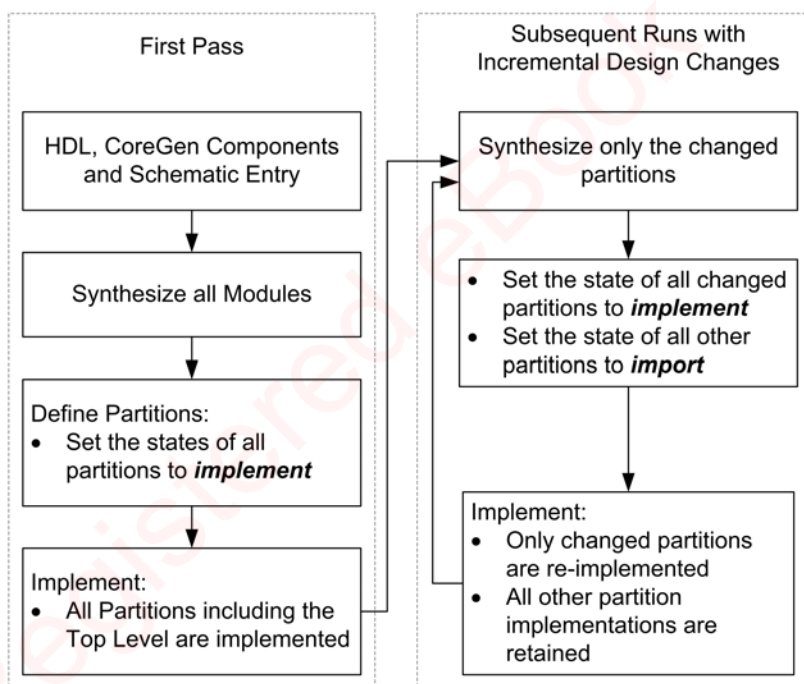 First Pass
HDL, CoreGen Components
and Schematic Entry
Synthesize all Modules
Define Partitions:
• Set the states of all
partitions to implement
Implement:
• All Partitions including the
Top Level are implemented
Subsequent Runs with
Incremental Design Changes
Synthesize only the changed
partitions
• Set the state of all changed
partitions to implement
• Set the state of all other
partitions to import
Implement:
• Only changed partitions
are re-implemented
• All other partition
implementations are
retained
egistered eBook